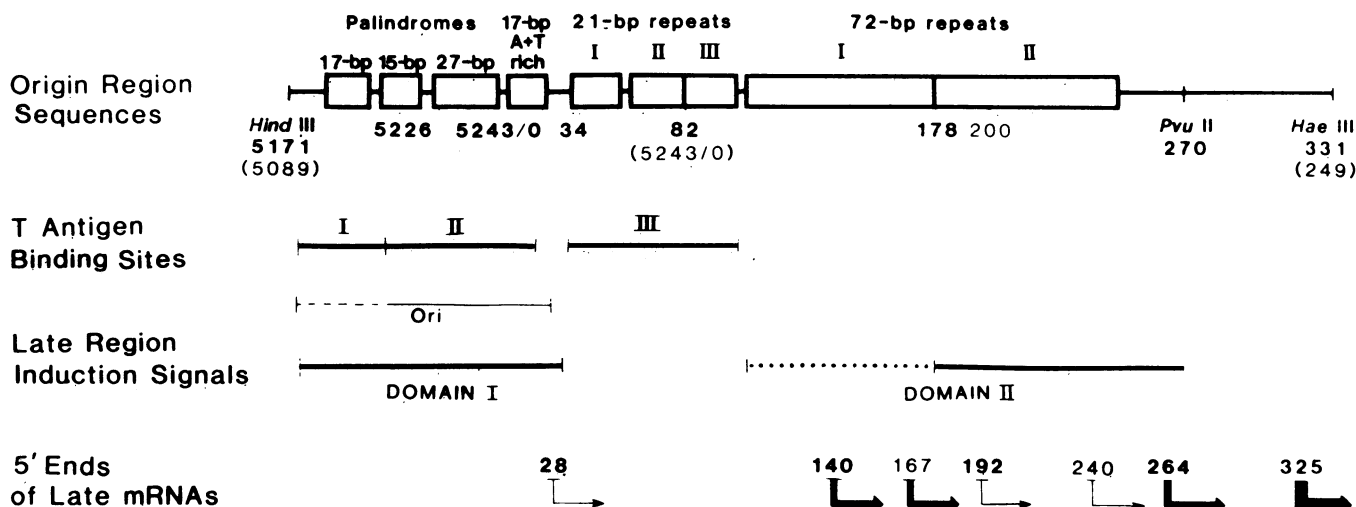 Palindromes 17-bp 21-bp repeats 72-bp repeats
A+T
17-bp 15-bp 27-bp rich I II III I II
Origin Region
Sequences
Hind III 5226 5243/0 34 82 178 200 Pvu II Hae III
5171 (5243/0) 270 331
(5089) (249)
T Antigen
Binding Sites
I II III
Ori
Late Region
Induction Signals
DOMAIN I DOMAIN II
5' Ends
of Late mRNAs
28 140 167 192 240 264 325